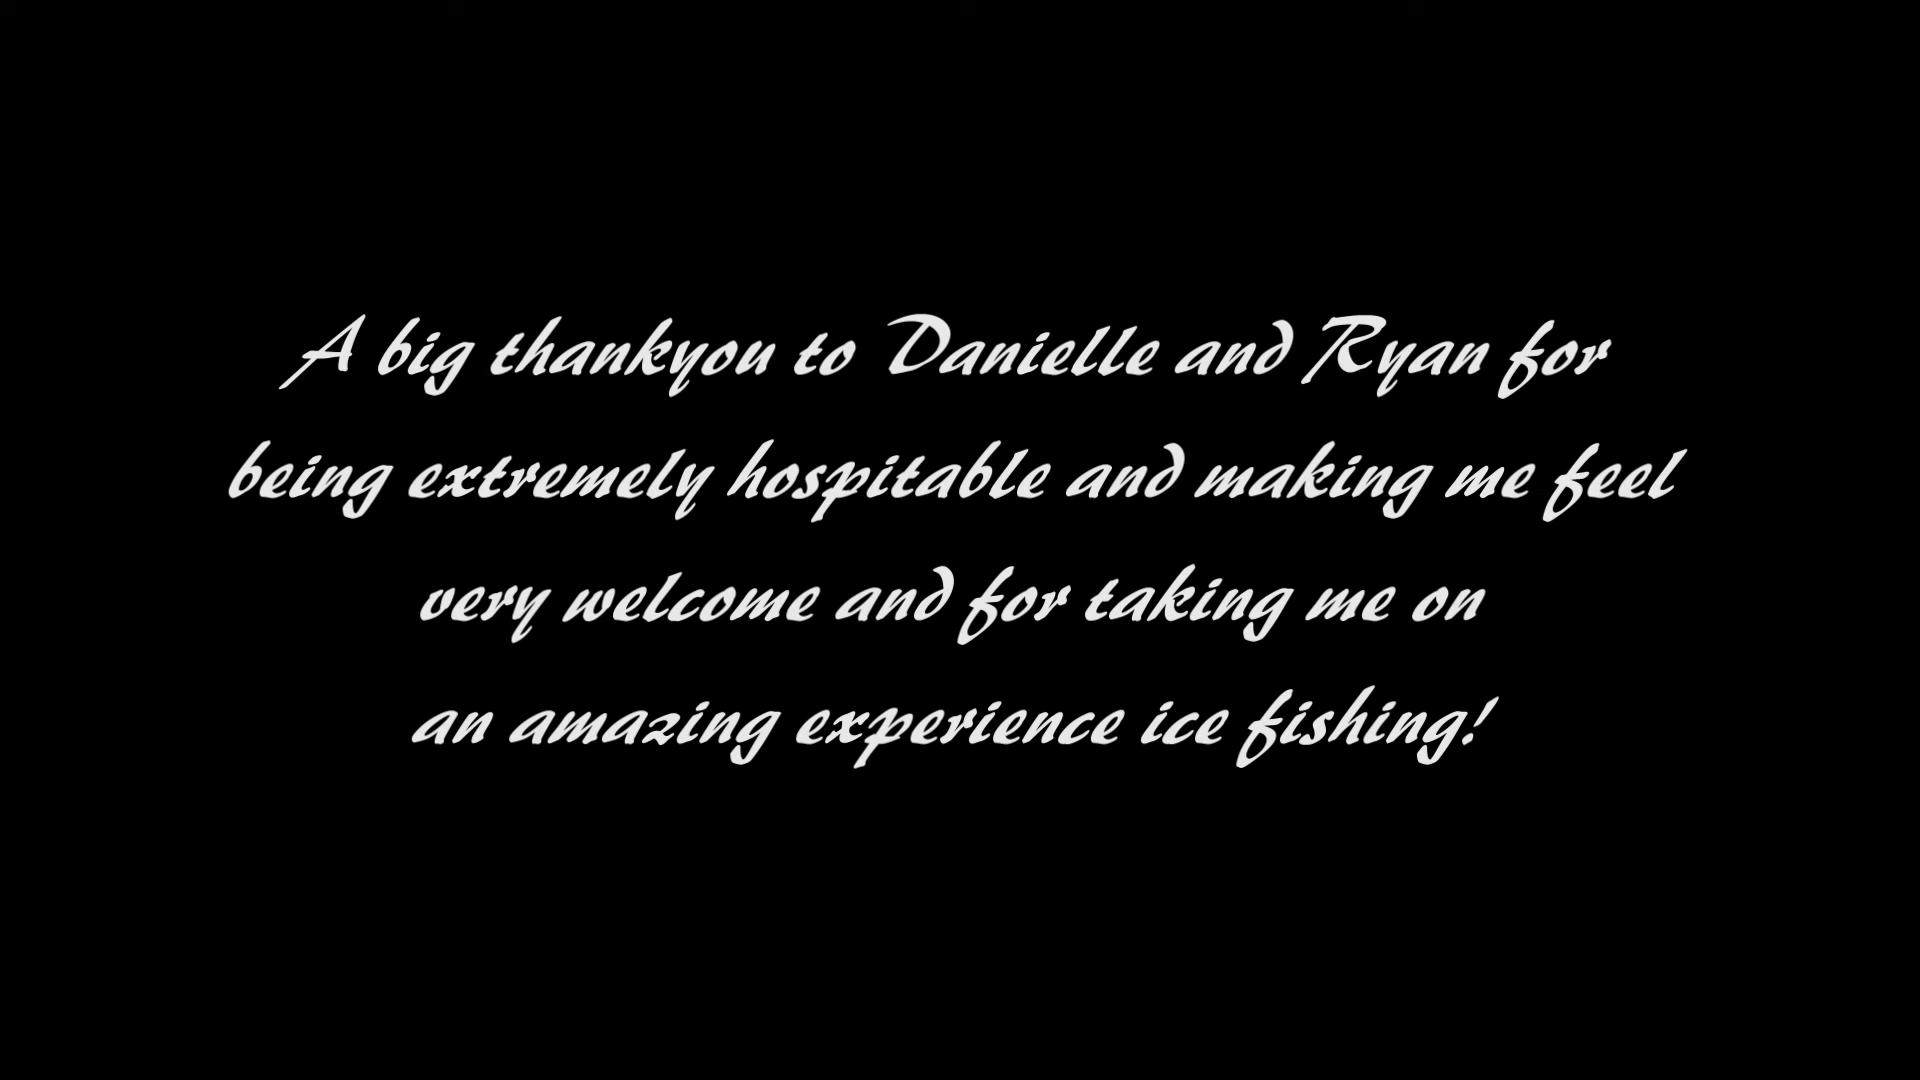 A big thankyou to Danielle and Ryan for
being extremely hospitable and making me feel
very welcome and for taking me on
an amazing experience ice fishing!